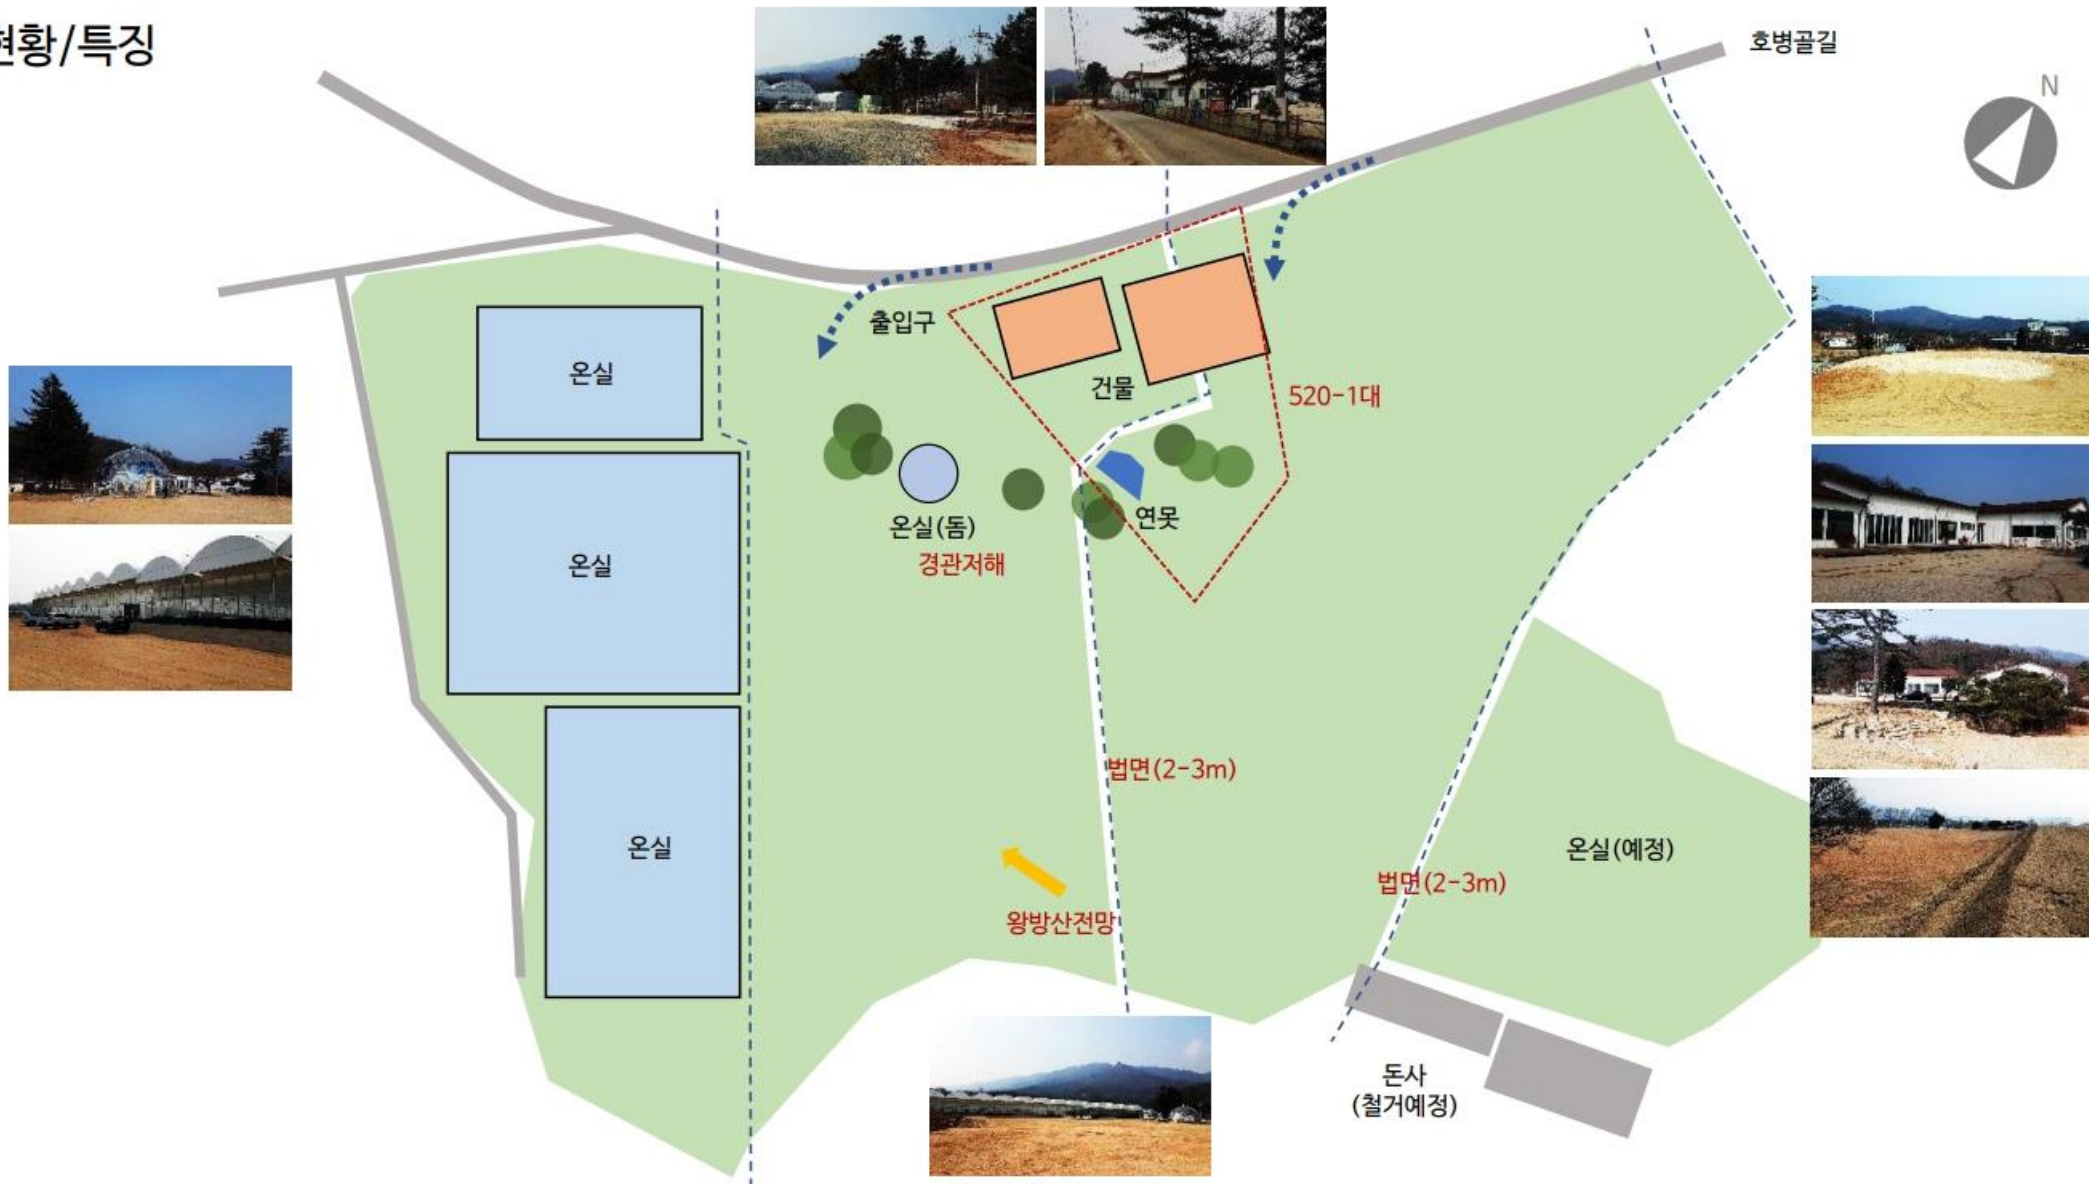 현황/특징
호병골길
N
출입구
온실
건물
520-1대
온실(돔)
경관저해
연못
온실
법면(2-3m)
온실
온실(예정)
법면(2-3m)
왕방산전망
돈사
(철거예정)